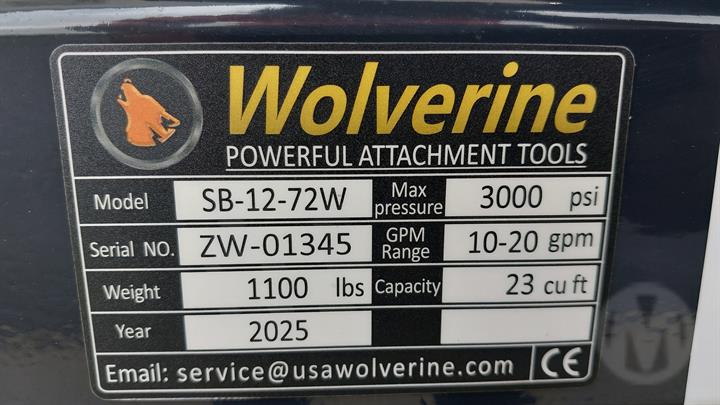 Wolverine
POWERFUL ATTACHMENT TOOLS
Model SB-12-72W Max pressure 3000 psi
Serial NO. ZW-01345 GPM Range 10-20 gpm
Weight 1100 lbs Capacity 23 cu ft
Year 2025
Email: service@usawolverine.com CE